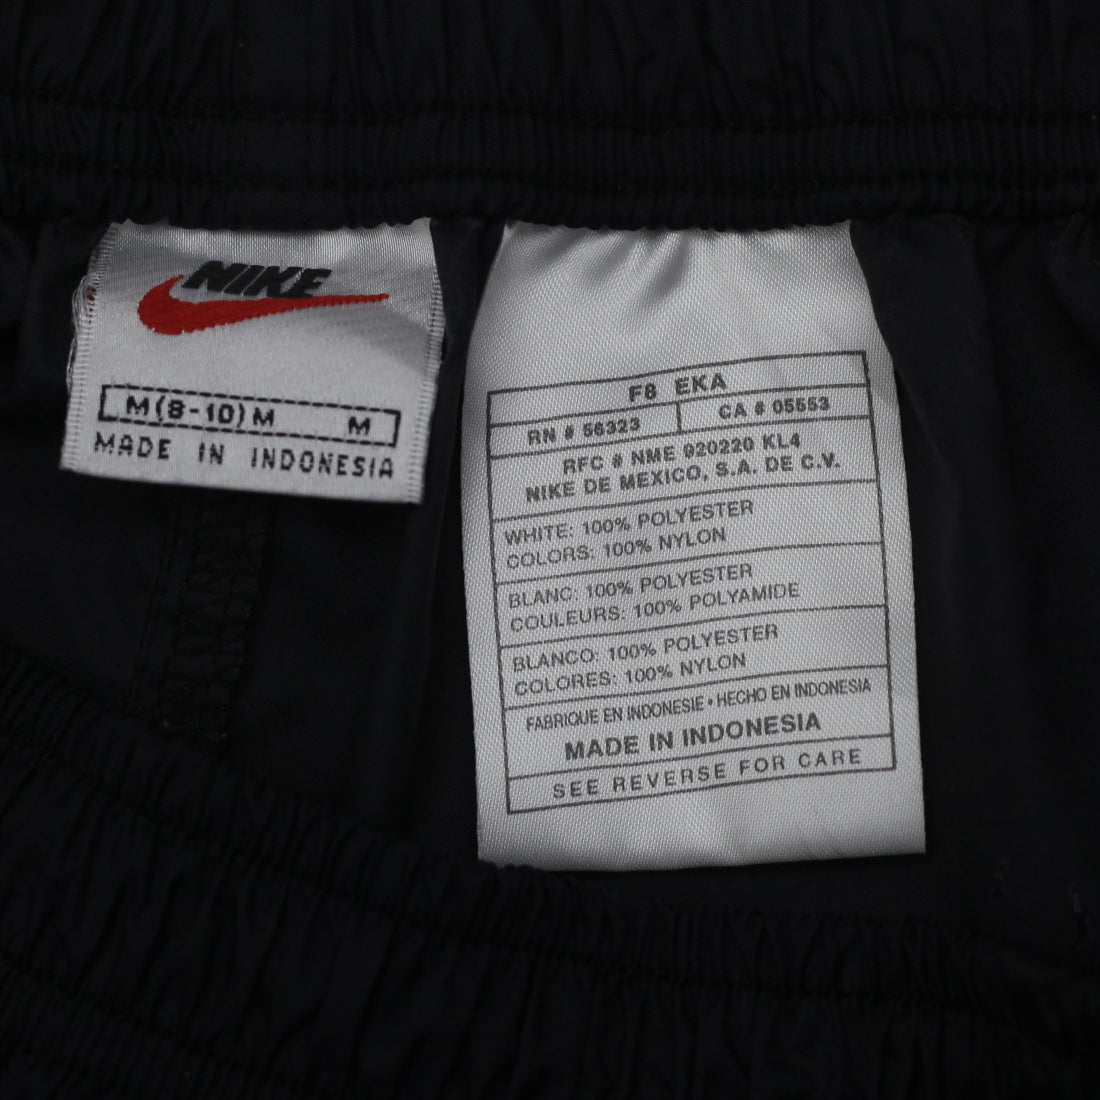 NIKE
M(8-10)M M
MADE IN INDONESIA
F8 EKA
RN # 56323
CA # 05553
RFC # NME 920220 KL4
NIKE DE MEXICO, S.A. DE C.V.
WHITE: 100% POLYESTER
COLORS: 100% NYLON
BLANC: 100% POLYESTER
COULEURS: 100% POLYAMIDE
BLANCO: 100% POLYESTER
COLORES: 100% NYLON
FABRIQUE EN INDONESIE • HECHO EN INDONESIA
MADE IN INDONESIA
SEE REVERSE FOR CARE